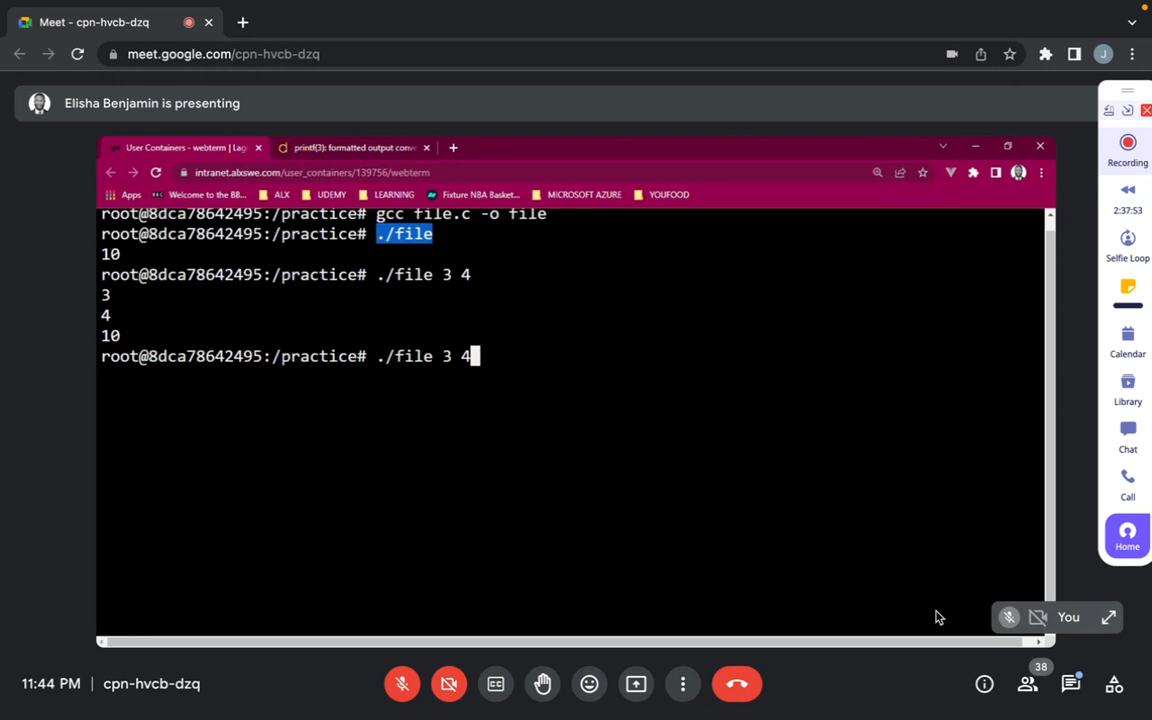 Meet - cpn-hvcb-dzq
meet.google.com/cpn-hvcb-dzq
J
Elisha Benjamin is presenting
User Containers - webterm | Lag
printf(3): formatted output conve
intranet.alxswe.com/user_containers/139756/webterm
Apps
Welcome to the BB...
ALX
UDEMY
LEARNING
Fixture NBA Basket...
MICROSOFT AZURE
YOUFOOD
root@8dca78642495:/practice# gcc file.c -o file
root@8dca78642495:/practice# ./file
10
root@8dca78642495:/practice# ./file 3 4
3
4
10
root@8dca78642495:/practice# ./file 3 4
Recording
2:37:53
Selfie Loop
Calendar
Library
Chat
Call
Home
You
11:44 PM | cpn-hvcb-dzq
CC
38